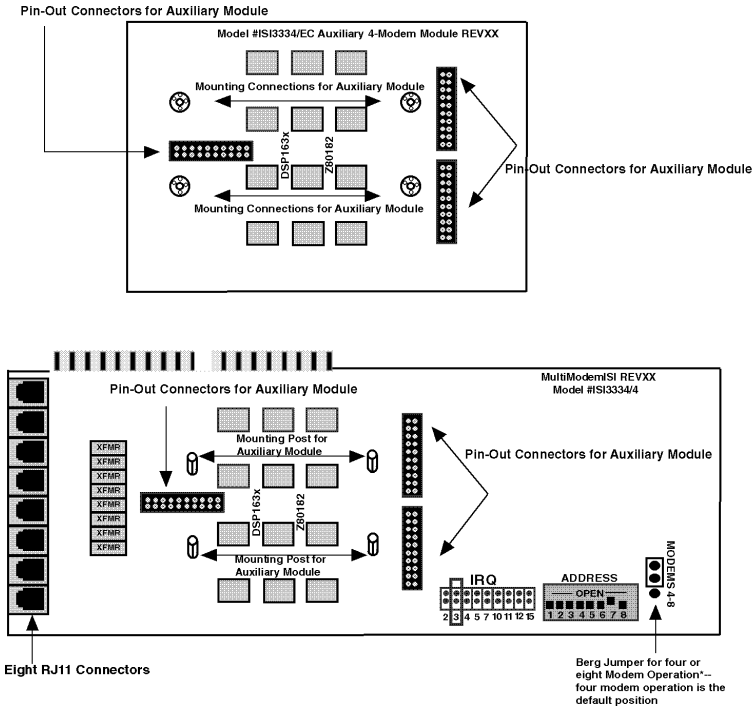 Pin-Out Connectors for Auxiliary Module
Model #ISI3334/EC Auxiliary 4-Modem Module REVXX
Mounting Connections for Auxiliary Module
DSP163x
Z80182
Pin-Out Connectors for Auxiliary Module
Mounting Connections for Auxiliary Module
MultiModemISI REVXX
Model #ISI3334/4
Pin-Out Connectors for Auxiliary Module
Mounting Post for
Auxiliary Module
Pin-Out Connectors for Auxiliary Module
XFMR
XFMR
XFMR
XFMR
XFMR
XFMR
XFMR
XFMR
DSP163x
Z80182
Mounting Post for
Auxiliary Module
IRQ
2 3 4 5 7 10 11 12 15
ADDRESS
OPEN
1 2 3 4 5 6 7 8
MODEMS 4-8
Eight RJ11 Connectors
Berg Jumper for four or
eight Modem Operation*--
four modem operation is the
default position